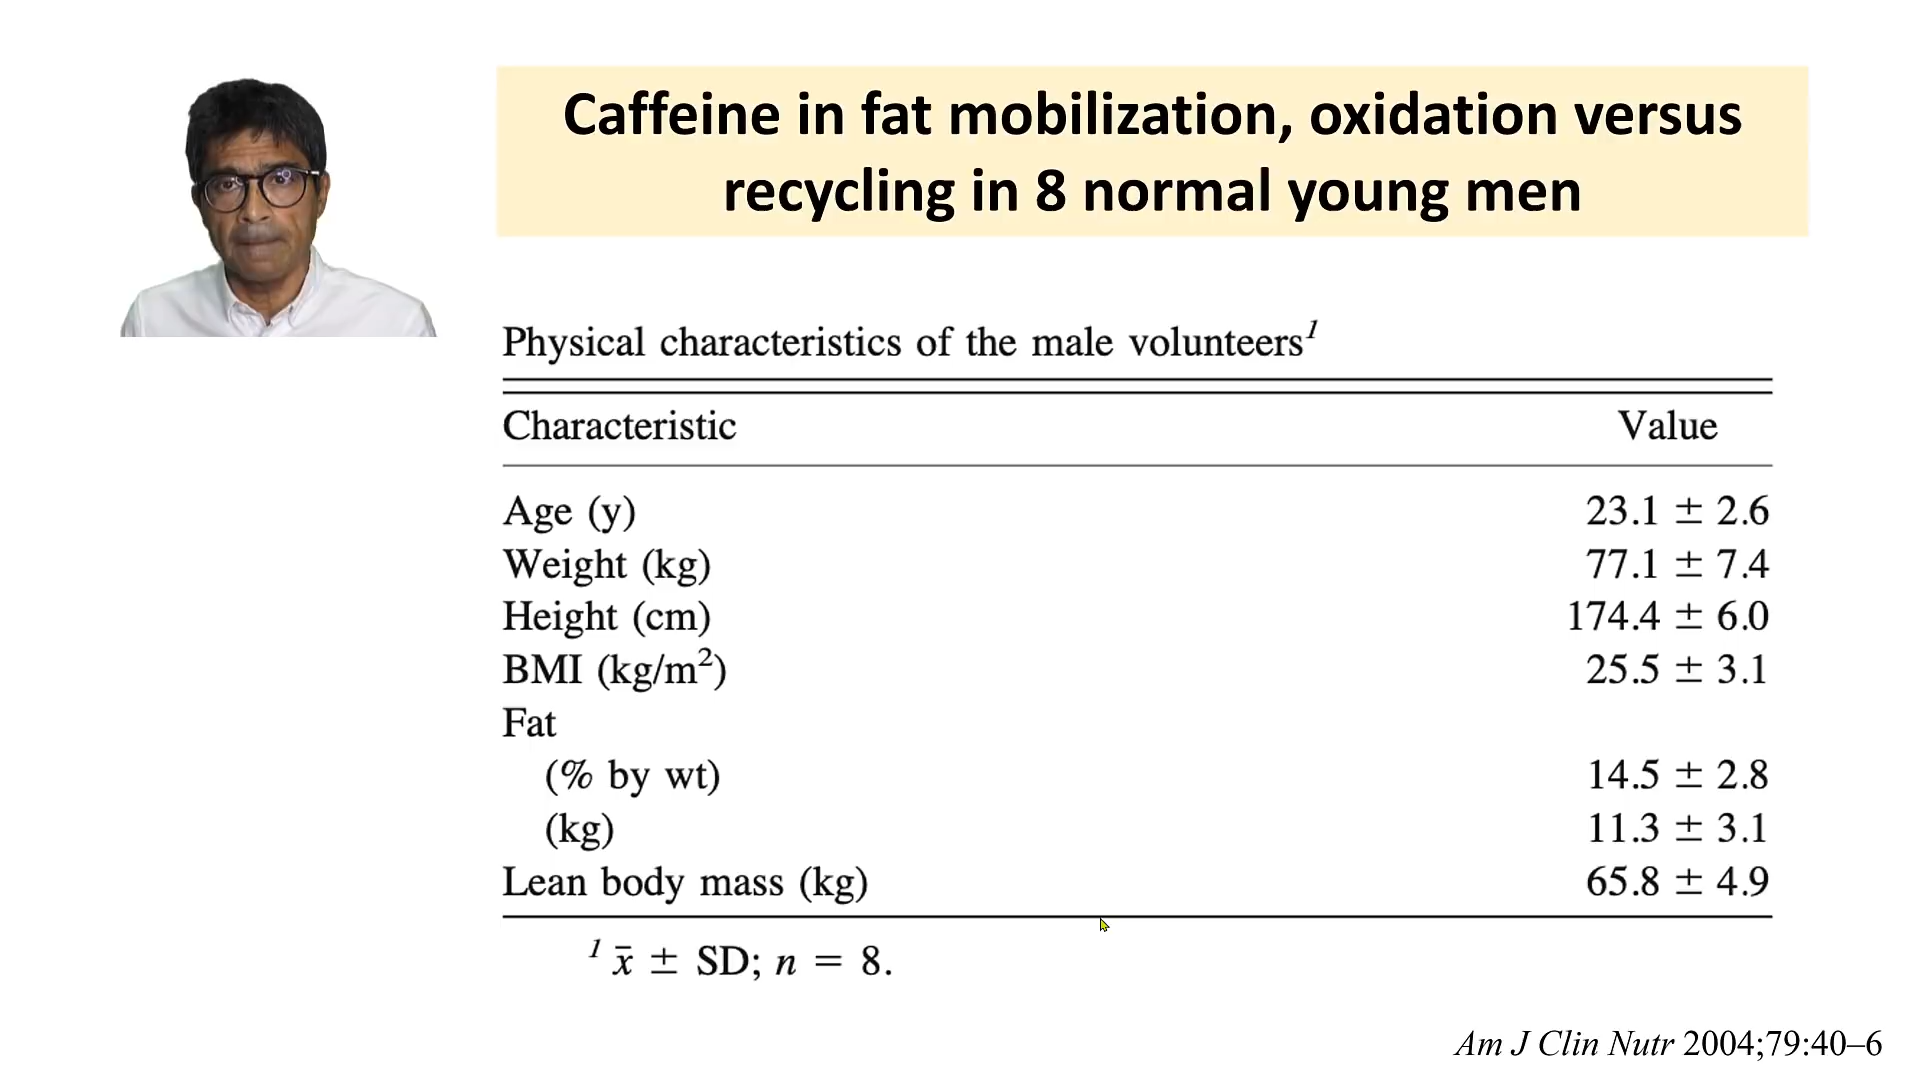 Caffeine in fat mobilization, oxidation versus
recycling in 8 normal young men
Physical characteristics of the male volunteers¹
Characteristic Value
Age (y) 23.1 ± 2.6
Weight (kg) 77.1 ± 7.4
Height (cm) 174.4 ± 6.0
BMI (kg/m²) 25.5 ± 3.1
Fat
(% by wt) 14.5 ± 2.8
(kg) 11.3 ± 3.1
Lean body mass (kg) 65.8 ± 4.9
¹ x̄ ± SD; n = 8.
Am J Clin Nutr 2004;79:40–6